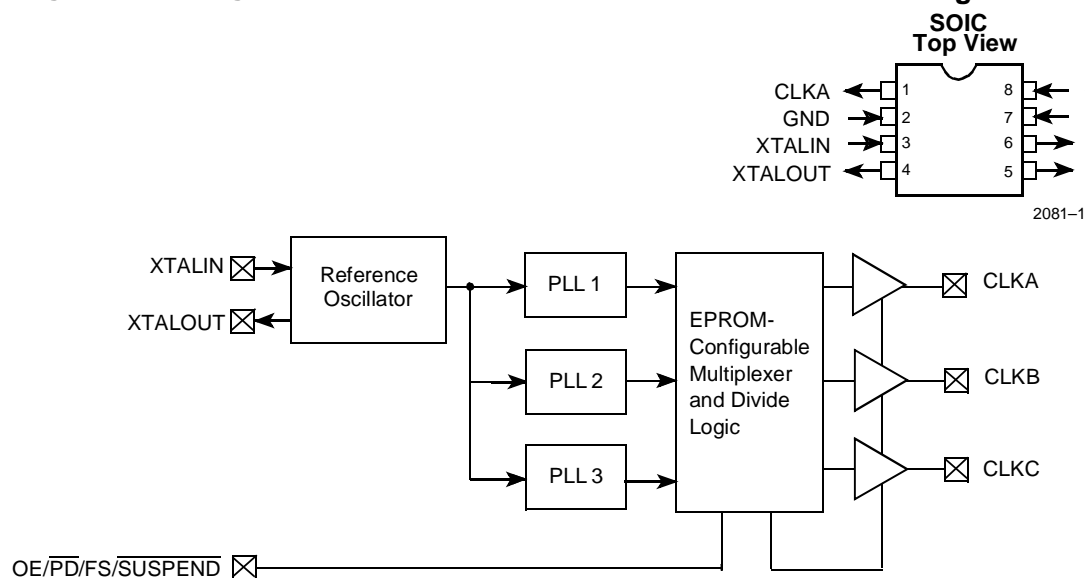 SOIC
Top View
CLKA
1
8
GND
2
7
XTALIN
3
6
XTALOUT
4
5
2081–1
XTALIN
Reference
Oscillator
XTALOUT
PLL 1
PLL 2
PLL 3
EPROM-
Configurable
Multiplexer
and Divide
Logic
CLKA
CLKB
CLKC
OE/PD/FS/SUSPEND